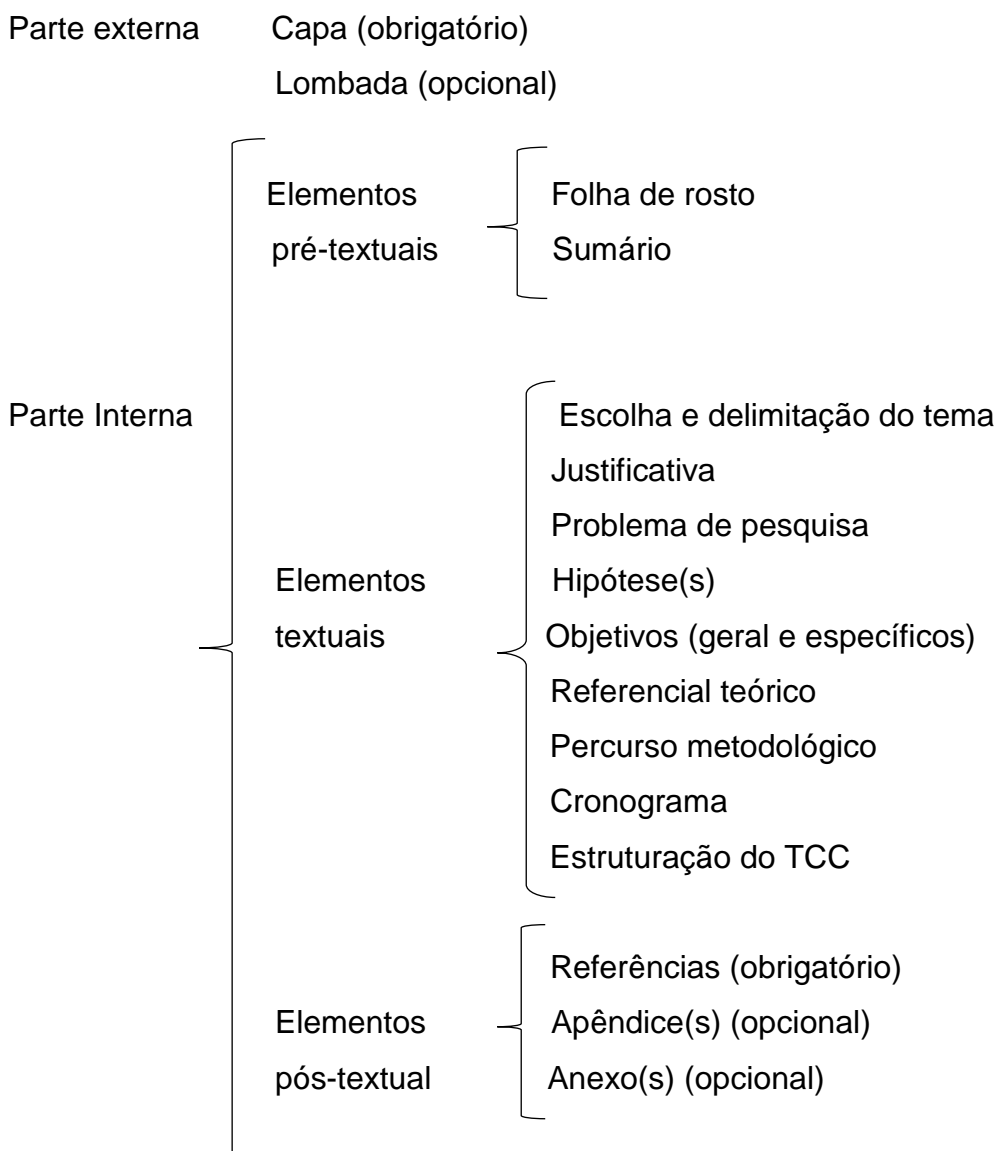 Parte externa Capa (obrigatório)
Lombada (opcional)
Elementos Folha de rosto
pré-textuais Sumário
Parte Interna Escolha e delimitação do tema
Justificativa
Problema de pesquisa
Elementos Hipótese(s)
textuais Objetivos (geral e específicos)
Referencial teórico
Percurso metodológico
Cronograma
Estruturação do TCC
Referências (obrigatório)
Elementos Apêndice(s) (opcional)
pós-textual Anexo(s) (opcional)